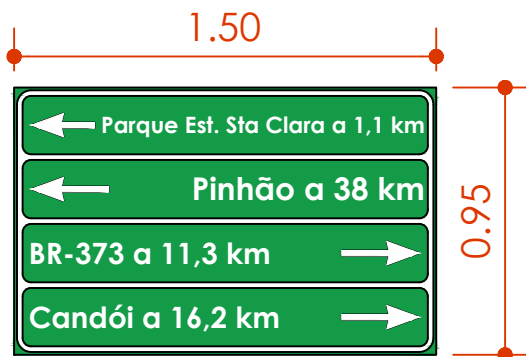 1.50
Parque Est. Sta Clara a 1,1 km
Pinhão a 38 km
0.95
BR-373 a 11,3 km
Candói a 16,2 km